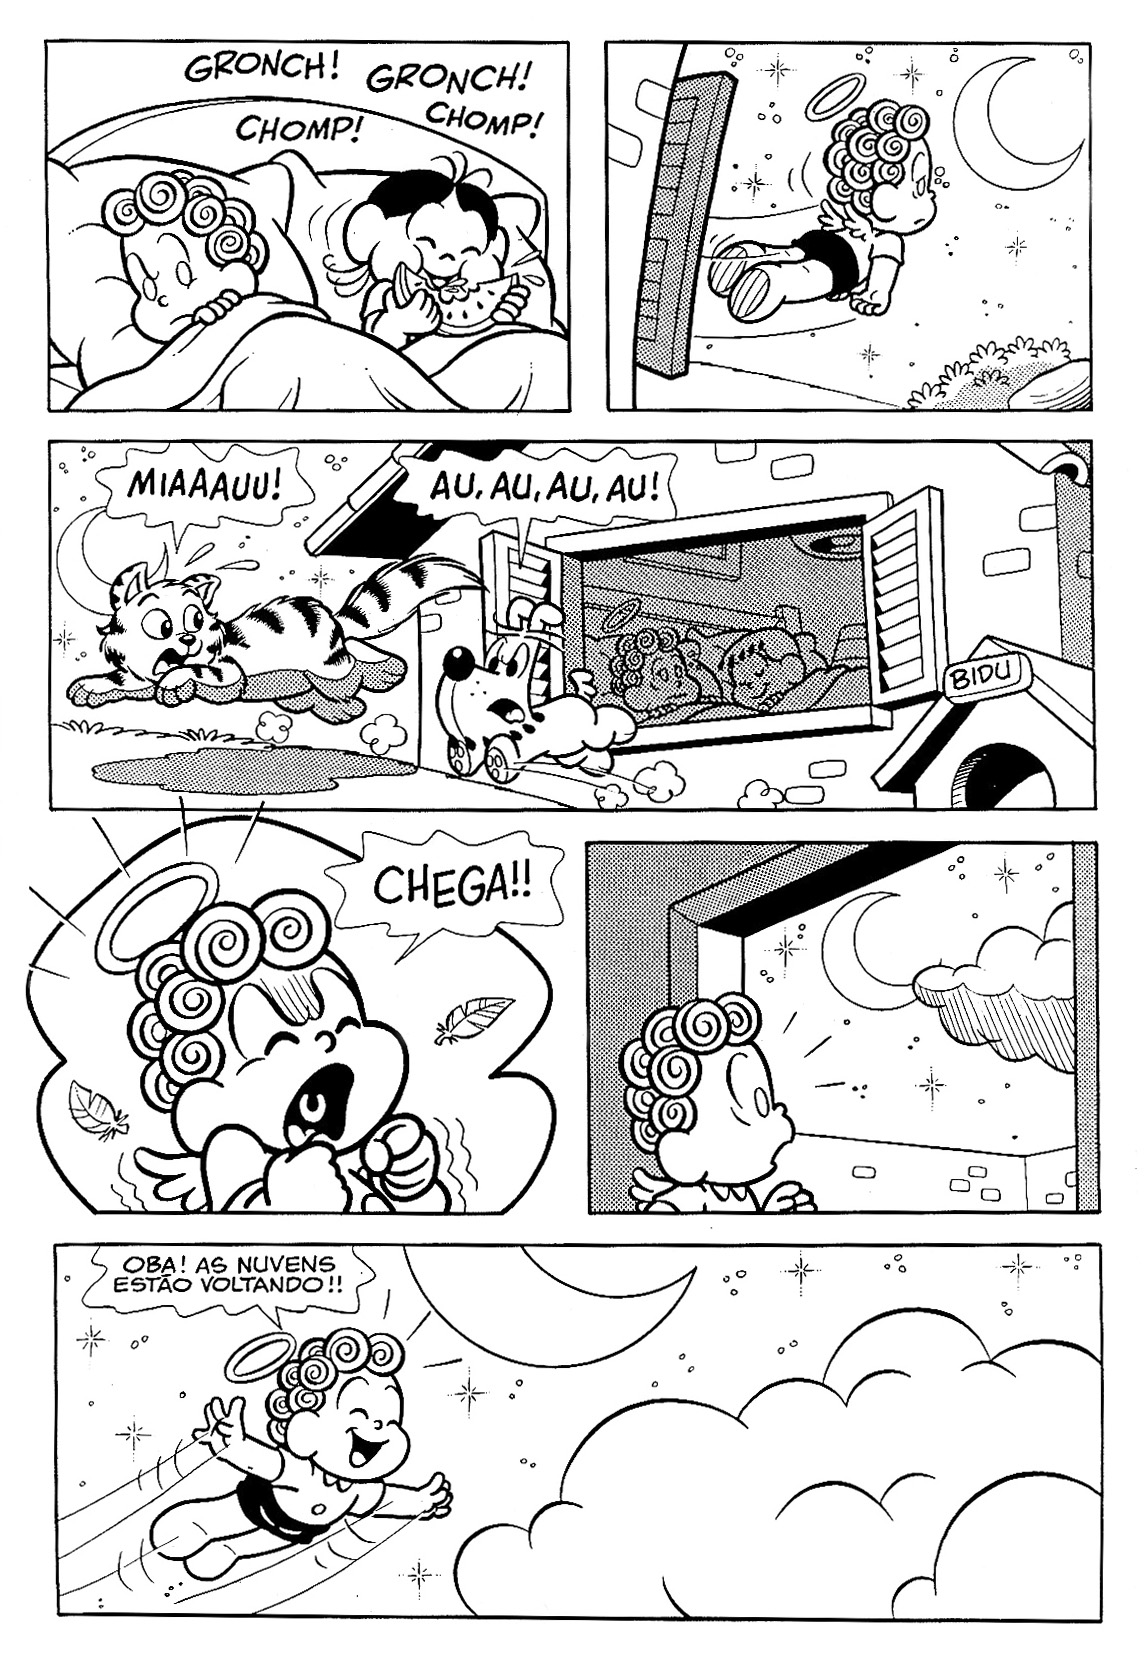 GRONCH!
GRONCH!
CHOMP!
CHOMP!
MIAAAUU!
AU, AU, AU, AU!
BIDU
CHEGA!!
OBA! AS NUVENS
ESTÃO VOLTANDO!!